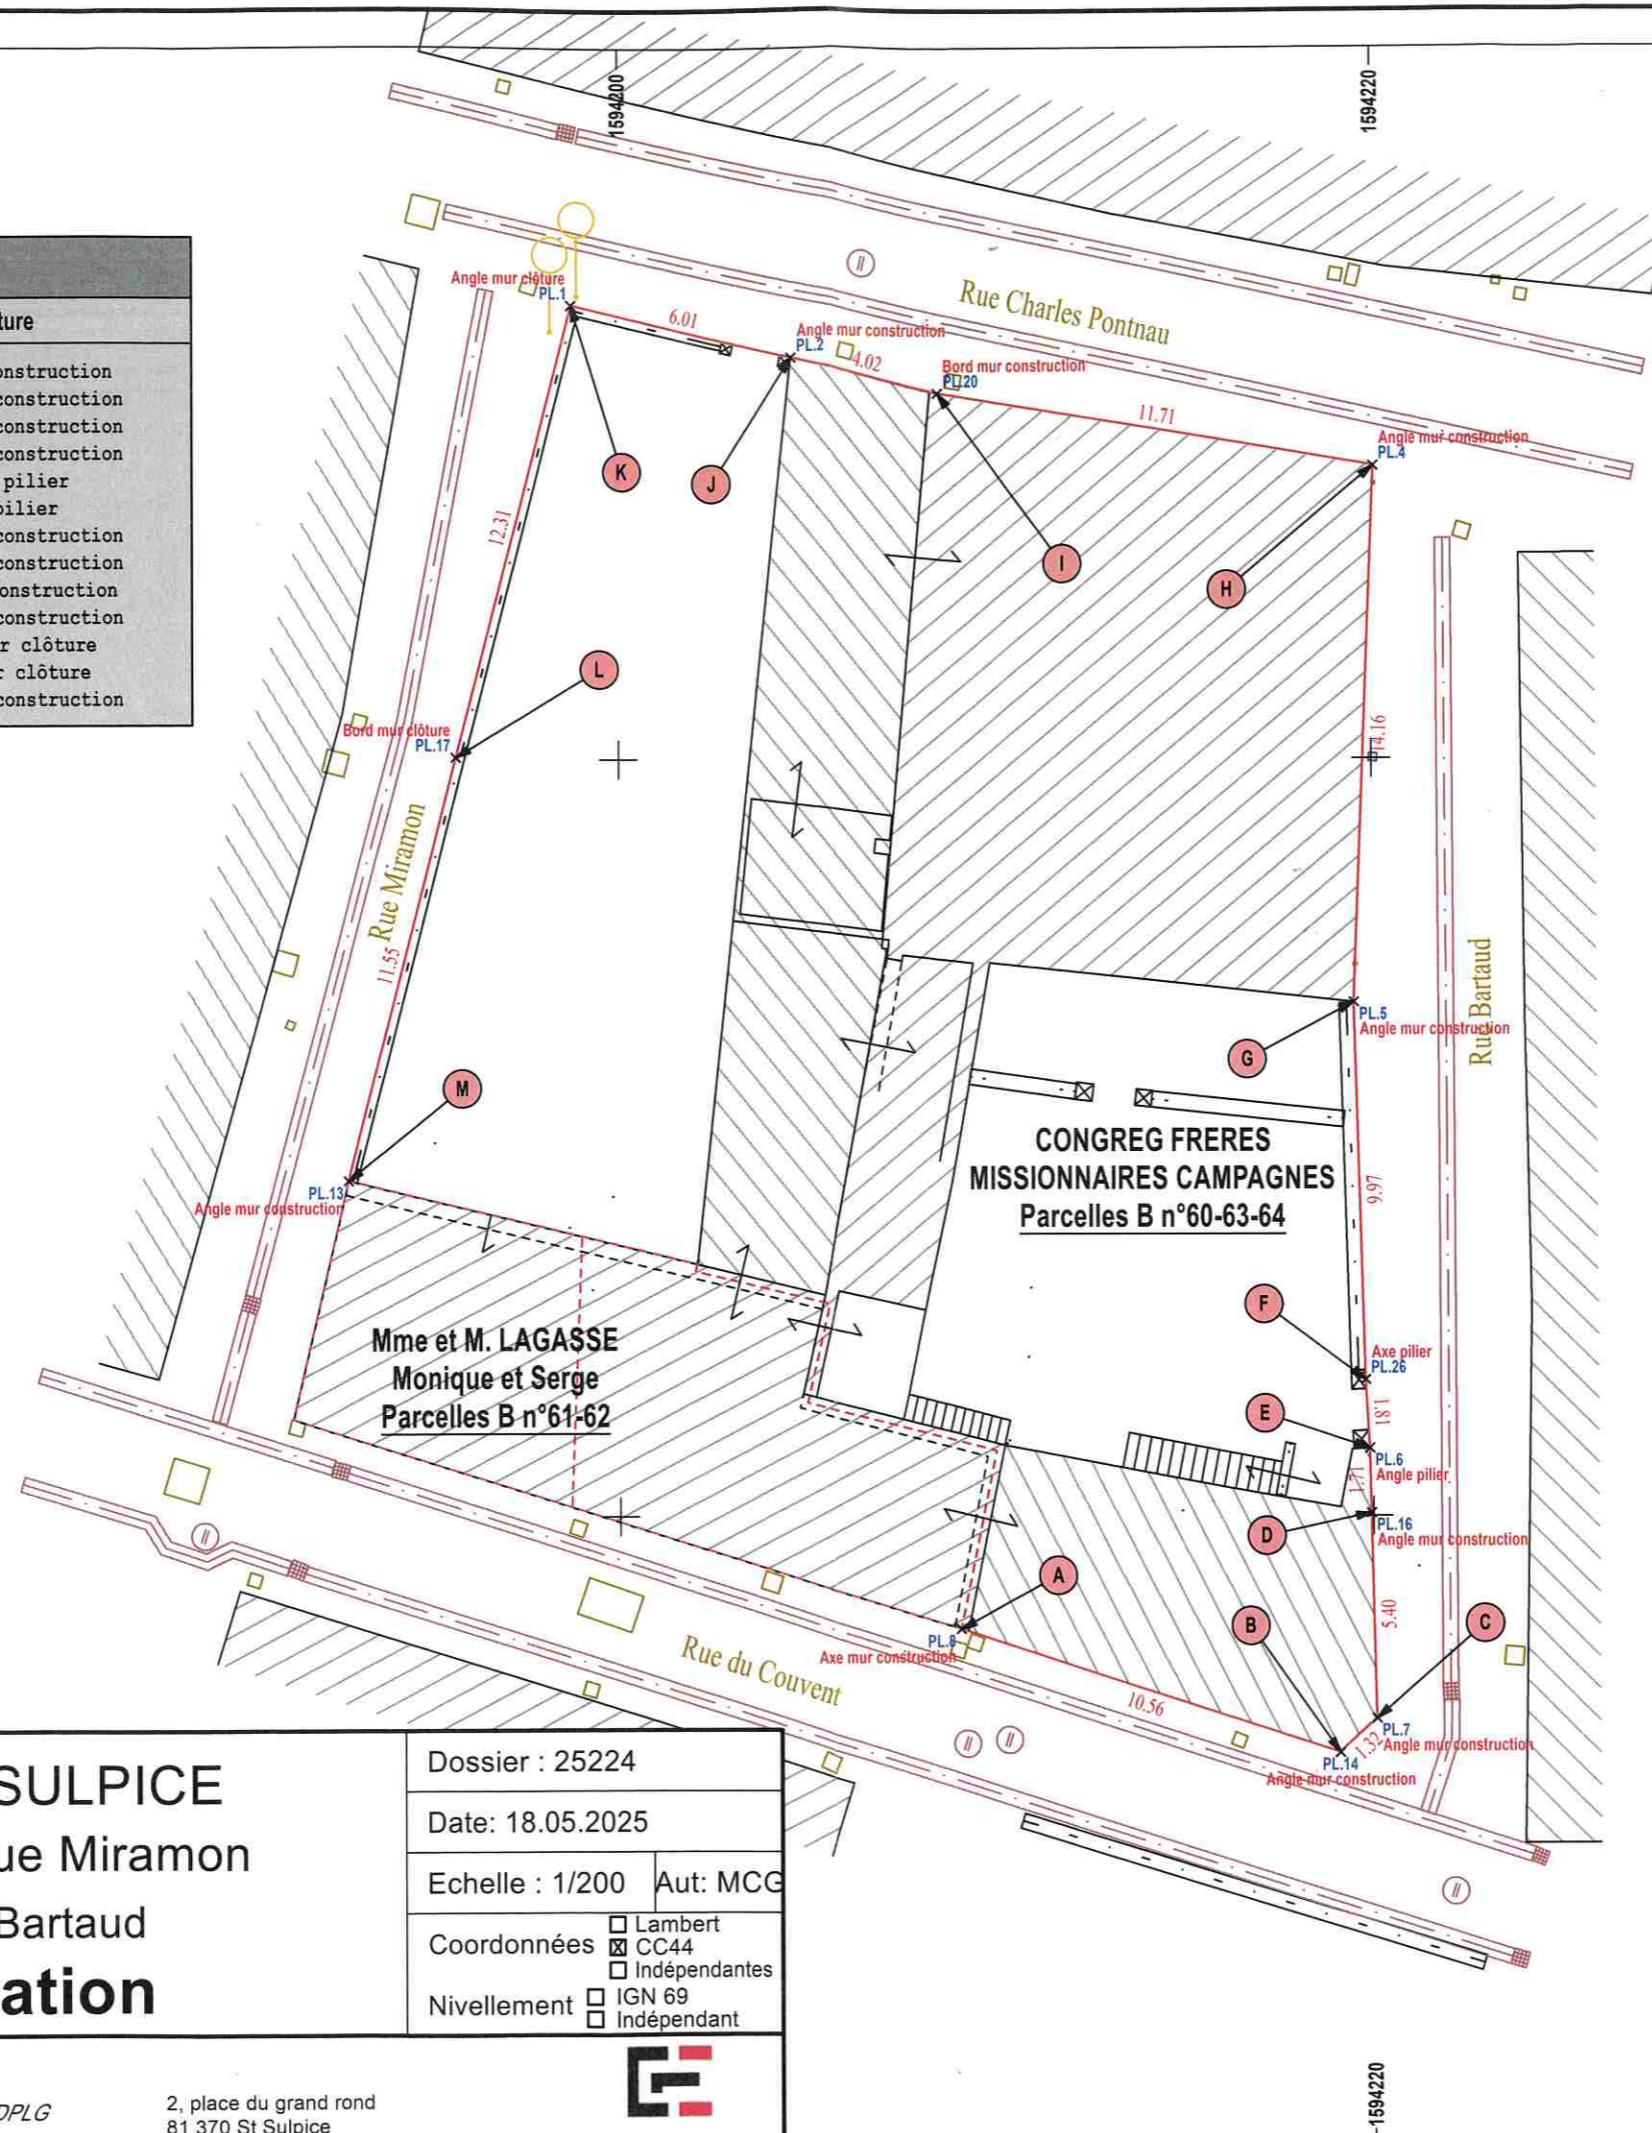 1594200
1594220
ture
onstruction
construction
construction
construction
pilier
pilier
construction
construction
onstruction
construction
r clôture
r clôture
construction
Angle mur clôture
PL.1
6.01
Angle mur construction
PL.2
4.02
Rue Charles Pontnau
Bord mur construction
PL.20
11.71
Angle mur construction
PL.4
K
J
I
H
12.31
L
Bord mur clôture
PL.17
14.16
Rue Miramon
11.55
Rue Bartaud
PL.5
Angle mur construction
G
M
CONGREG FRERES
MISSIONNAIRES CAMPAGNES
Parcelles B n°60-63-64
9.97
PL.13
Angle mur construction
F
Mme et M. LAGASSE
Monique et Serge
Parcelles B n°61-62
Axe pilier
PL.26
E
1.81
PL.6
Angle pilier
1.71
D
PL.16
Angle mur construction
A
B
C
5.40
PL.8
Axe mur construction
Rue du Couvent
10.56
PL.7
Angle mur construction
1.32
PL.14
Angle mur construction
SULPICE
ue Miramon
Bartaud
ation
Dossier : 25224
Date: 18.05.2025
Echelle : 1/200
Aut: MCG
Coordonnées
Lambert
CC44
Indépendantes
Nivellement
IGN 69
Indépendant
DPLG
2, place du grand rond
81 370 St Sulpice
1594220